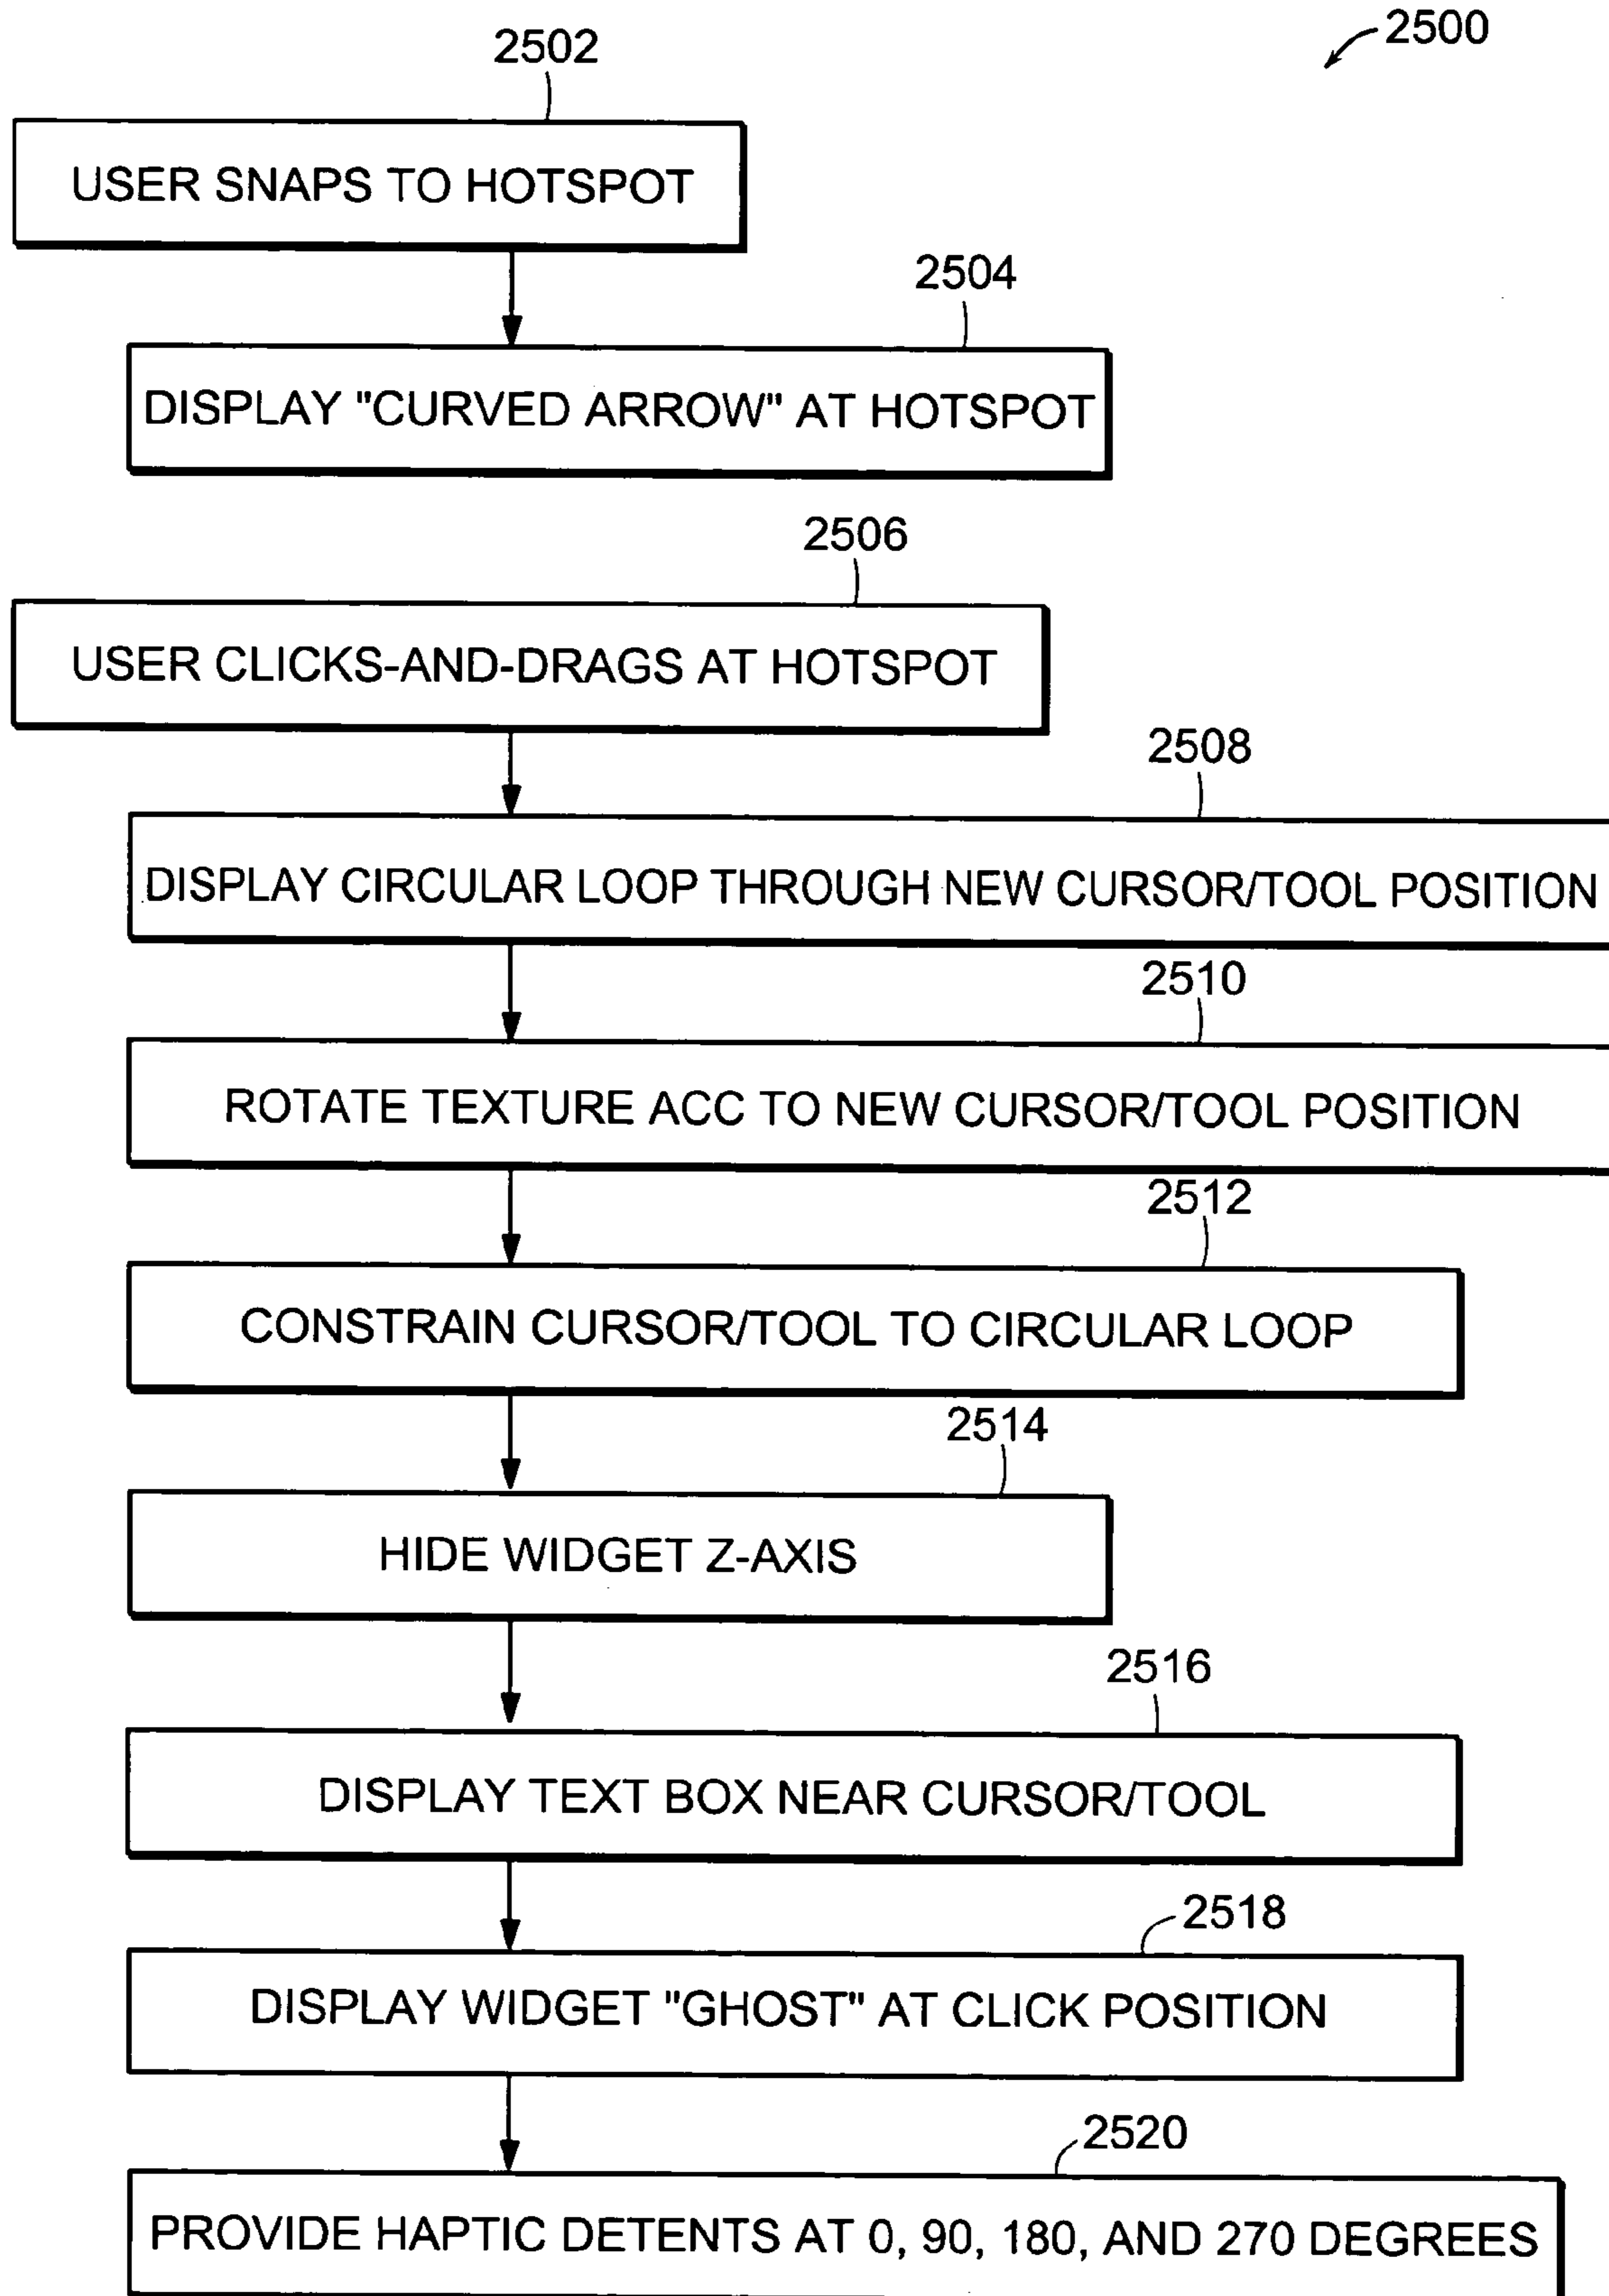 2500
2502
USER SNAPS TO HOTSPOT
2504
DISPLAY "CURVED ARROW" AT HOTSPOT
2506
USER CLICKS-AND-DRAGS AT HOTSPOT
2508
DISPLAY CIRCULAR LOOP THROUGH NEW CURSOR/TOOL POSITION
2510
ROTATE TEXTURE ACC TO NEW CURSOR/TOOL POSITION
2512
CONSTRAIN CURSOR/TOOL TO CIRCULAR LOOP
2514
HIDE WIDGET Z-AXIS
2516
DISPLAY TEXT BOX NEAR CURSOR/TOOL
2518
DISPLAY WIDGET "GHOST" AT CLICK POSITION
2520
PROVIDE HAPTIC DETENTS AT 0, 90, 180, AND 270 DEGREES